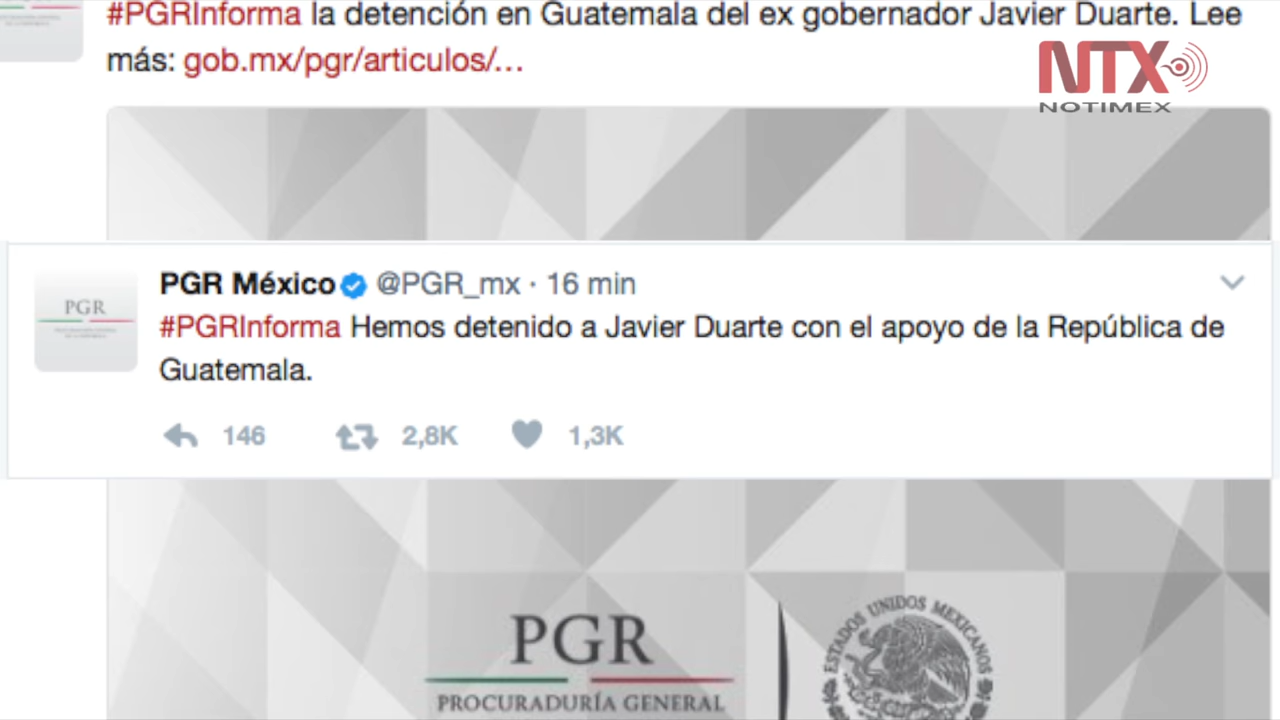 #PGRInforma la detención en Guatemala del ex gobernador Javier Duarte. Lee
más: gob.mx/pgr/articulos/...
NTX
NOTIMEX
PGR México @PGR_mx · 16 min
PGR
#PGRInforma Hemos detenido a Javier Duarte con el apoyo de la República de
Guatemala.
146 2,8K 1,3K
PGR
PROCURADURÍA GENERAL
ESTADOS UNIDOS MEXICANOS